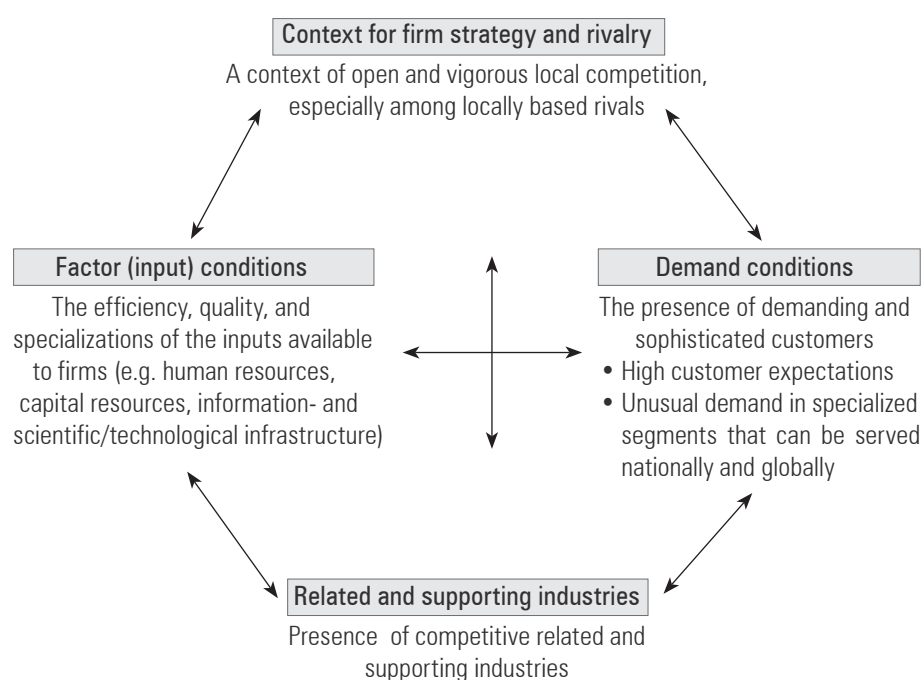 Context for firm strategy and rivalry
A context of open and vigorous local competition,
especially among locally based rivals
Factor (input) conditions
The efficiency, quality, and
specializations of the inputs available
to firms (e.g. human resources,
capital resources, information- and
scientific/technological infrastructure)
Demand conditions
The presence of demanding and
sophisticated customers
• High customer expectations
• Unusual demand in specialized
segments that can be served
nationally and globally
Related and supporting industries
Presence of competitive related and
supporting industries